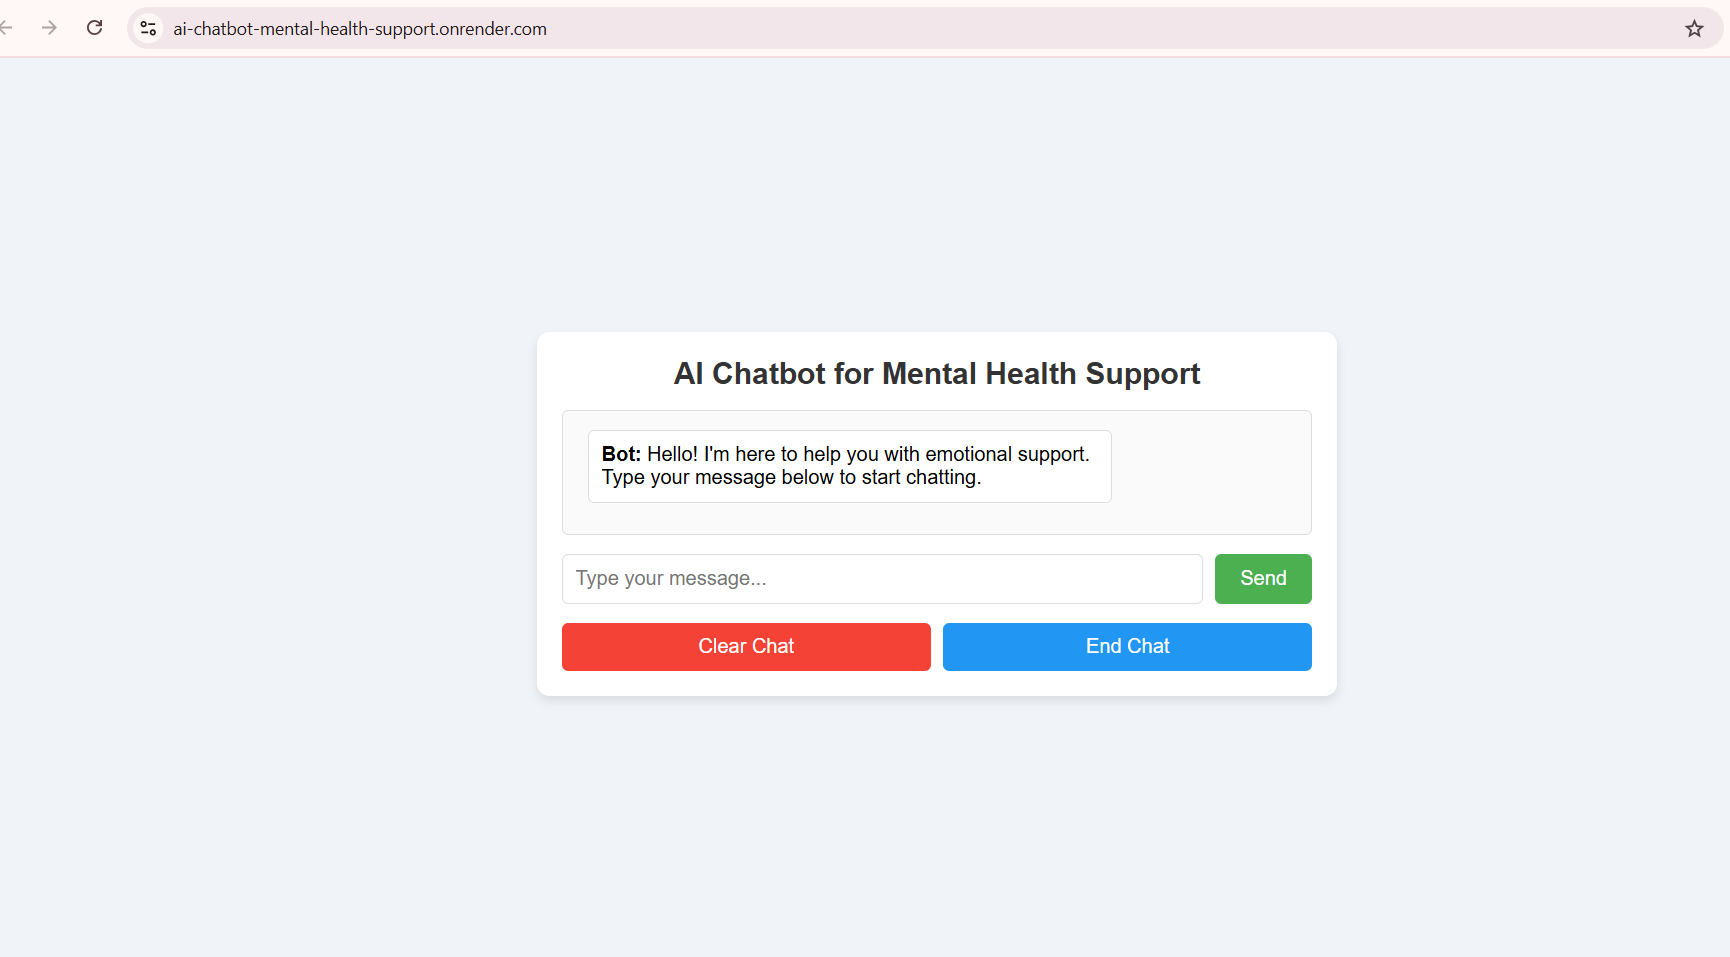 ai-chatbot-mental-health-support.onrender.com
AI Chatbot for Mental Health Support
Bot: Hello! I'm here to help you with emotional support.
Type your message below to start chatting.
Type your message...
Send
Clear Chat
End Chat